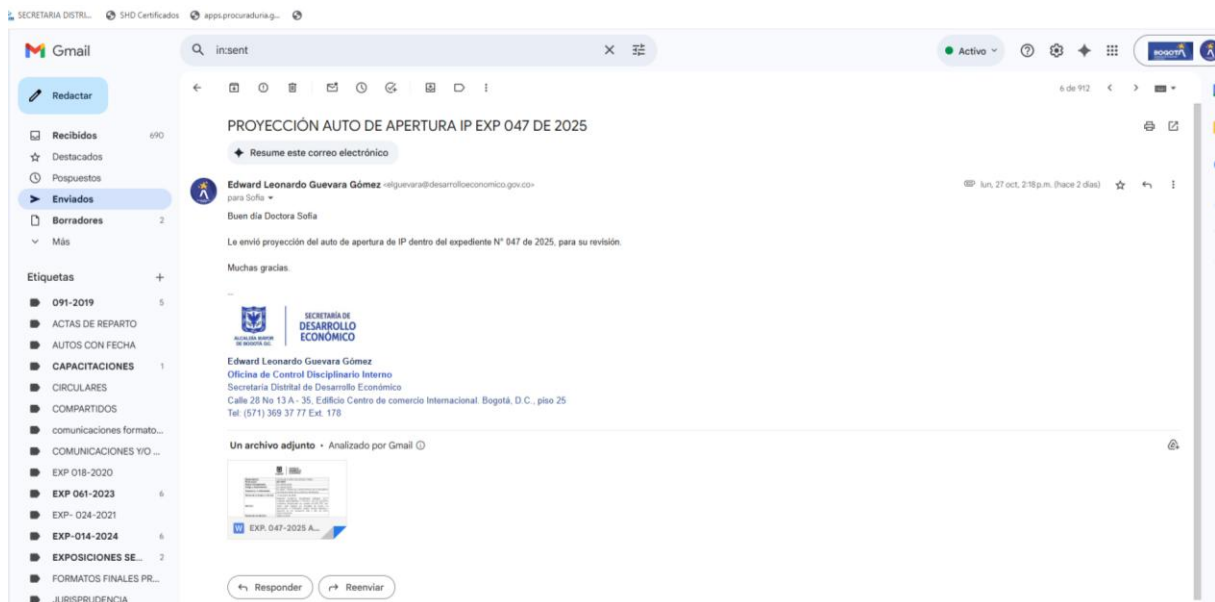 SECRETARIA DISTRI... SHD Certificados apps.procuraduria.g...
Gmail in:sent Activo BOGOTÁ
Redactar 6 de 912
PROYECCIÓN AUTO DE APERTURA IP EXP 047 DE 2025
Resume este correo electrónico
Recibidos 690
Destacados
Pospuestos
Enviados
Borradores 2
Más
Edward Leonardo Guevara Gómez <elguevara@desarrolloeconomico.gov.co> lun, 27 oct, 2:18 p.m. (hace 2 días)
para Sofia
Buen día Doctora Sofía
Le envió proyección del auto de apertura de IP dentro del expediente N° 047 de 2025, para su revisión.
Muchas gracias.
--
ALCALDÍA MAYOR
DE BOGOTÁ D.C.
SECRETARÍA DE
DESARROLLO
ECONÓMICO
Edward Leonardo Guevara Gómez
Oficina de Control Disciplinario Interno
Secretaría Distrital de Desarrollo Económico
Calle 28 No 13 A - 35, Edificio Centro de comercio Internacional. Bogotá, D.C., piso 25
Tel: (571) 369 37 77 Ext. 178
Un archivo adjunto • Analizado por Gmail
W EXP. 047-2025 A...
Responder Reenviar
Etiquetas +
091-2019 5
ACTAS DE REPARTO
AUTOS CON FECHA
CAPACITACIONES 1
CIRCULARES
COMPARTIDOS
comunicaciones formato...
COMUNICACIONES Y/O ...
EXP 018-2020
EXP 061-2023 6
EXP- 024-2021
EXP-014-2024 6
EXPOSICIONES SE... 2
FORMATOS FINALES PR...
JURISPRUDENCIA